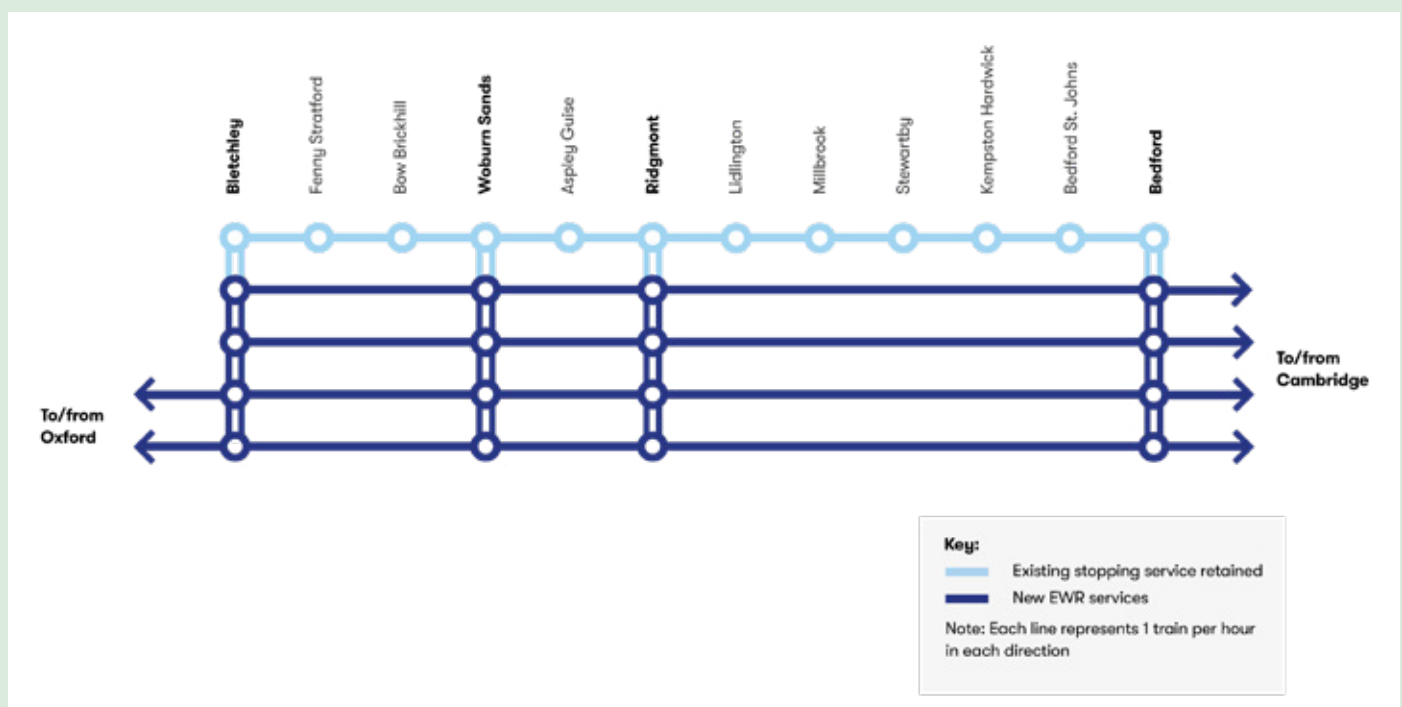 Bletchley
Fenny Stratford
Bow Brickhill
Woburn Sands
Aspley Guise
Ridgmont
Lidlington
Millbrook
Stewartby
Kempston Hardwick
Bedford St. Johns
Bedford
To/from
Cambridge
To/from
Oxford
Key:
Existing stopping service retained
New EWR services
Note: Each line represents 1 train per hour
in each direction